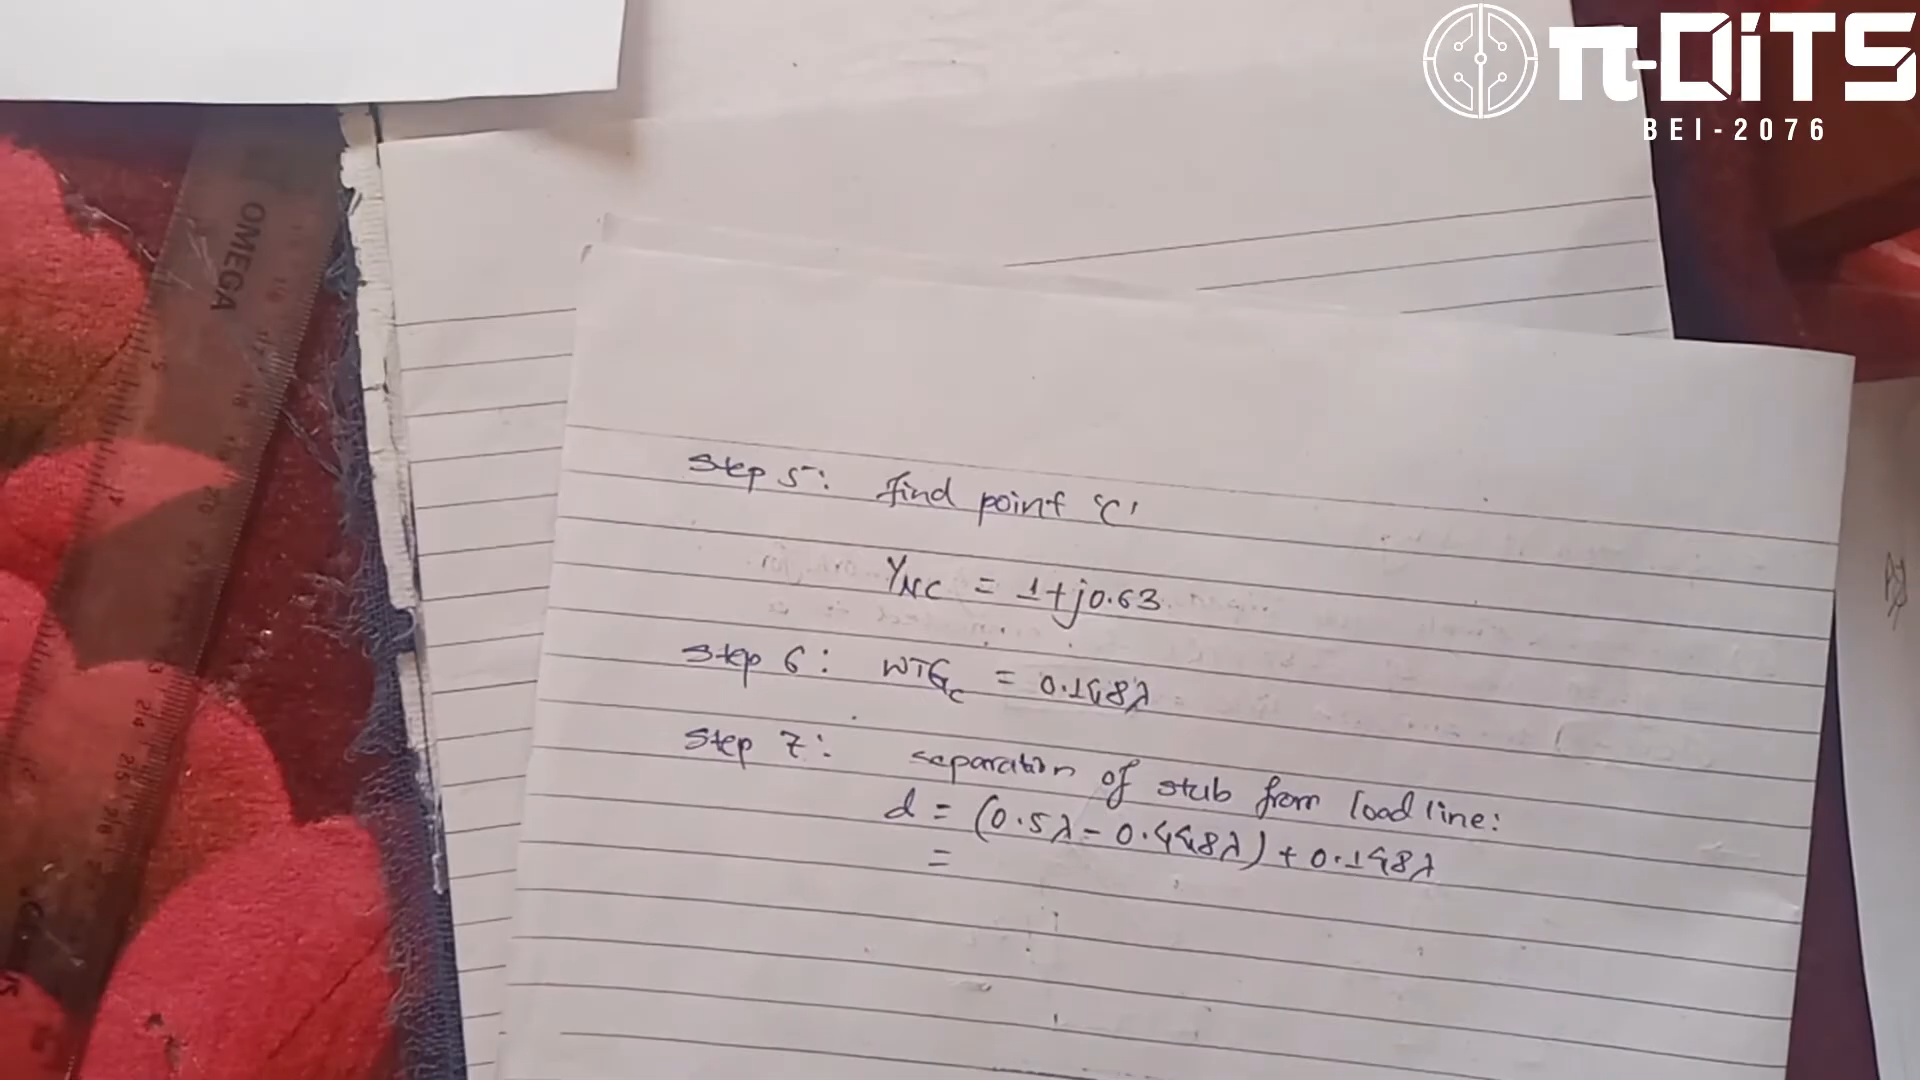 π-DiTS
BEI-2076
OMEGA
Step 5: find point 'C'
YNC = 1+j0.63
Step 6: WTGc = 0.148λ
Step 7: separation of stub from load line:
d = (0.5λ - 0.448λ) + 0.148λ
=